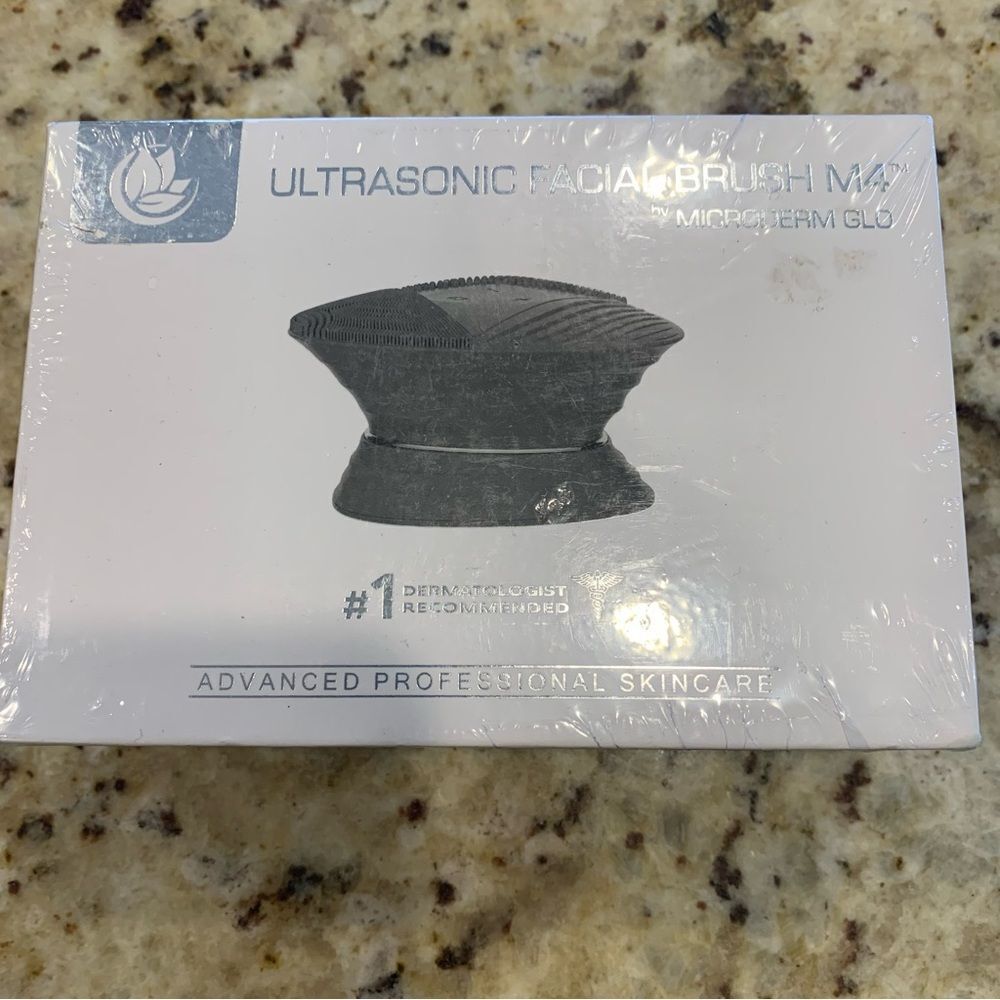 ULTRASONIC FACIAL BRUSH M4™
by MICRODERM GLO
#1 DERMATOLOGIST
RECOMMENDED
ADVANCED PROFESSIONAL SKINCARE